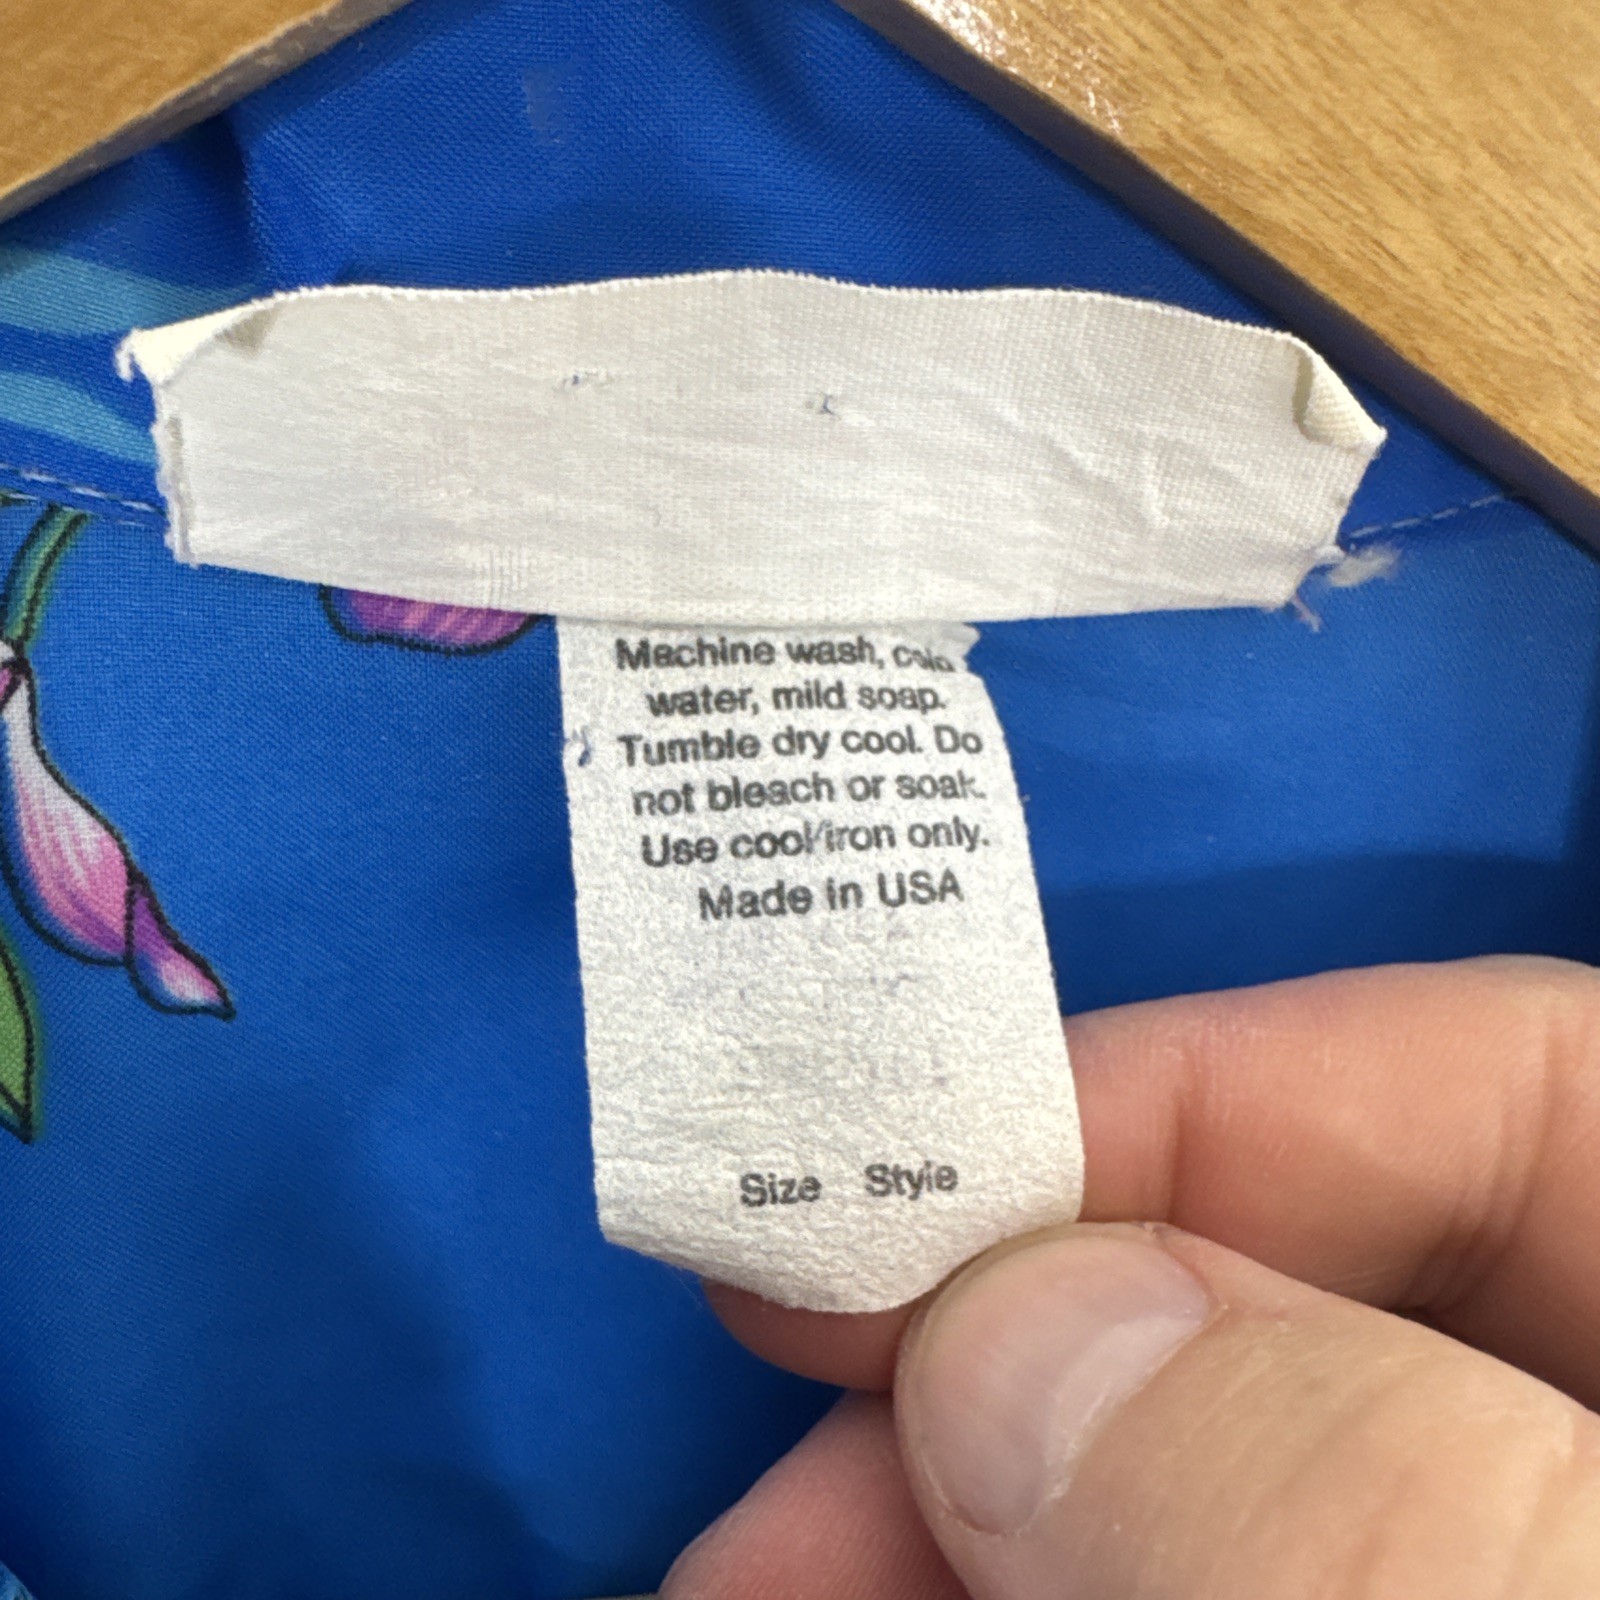 Machine wash, cold
water, mild soap.
Tumble dry cool. Do
not bleach or soak.
Use cool iron only.
Made in USA
Size Style